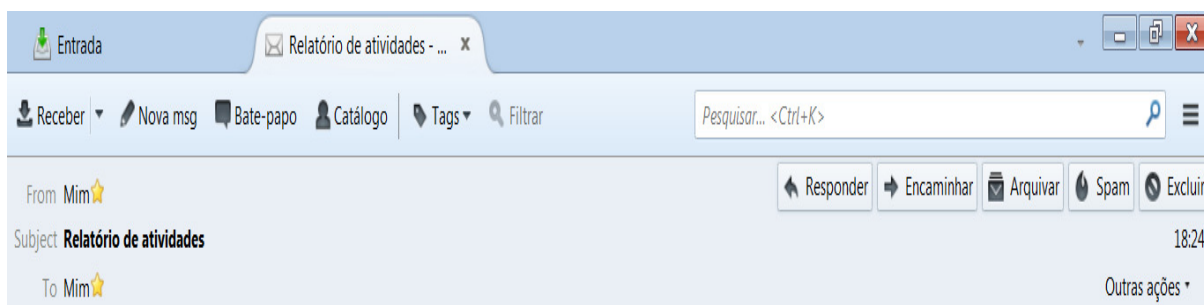 Entrada Relatório de atividades - ... x
Receber Nova msg Bate-papo Catálogo Tags Filtrar Pesquisar... <Ctrl+K>
From Mim Responder Encaminhar Arquivar Spam Excluir
Subject Relatório de atividades 18:24
To Mim Outras ações